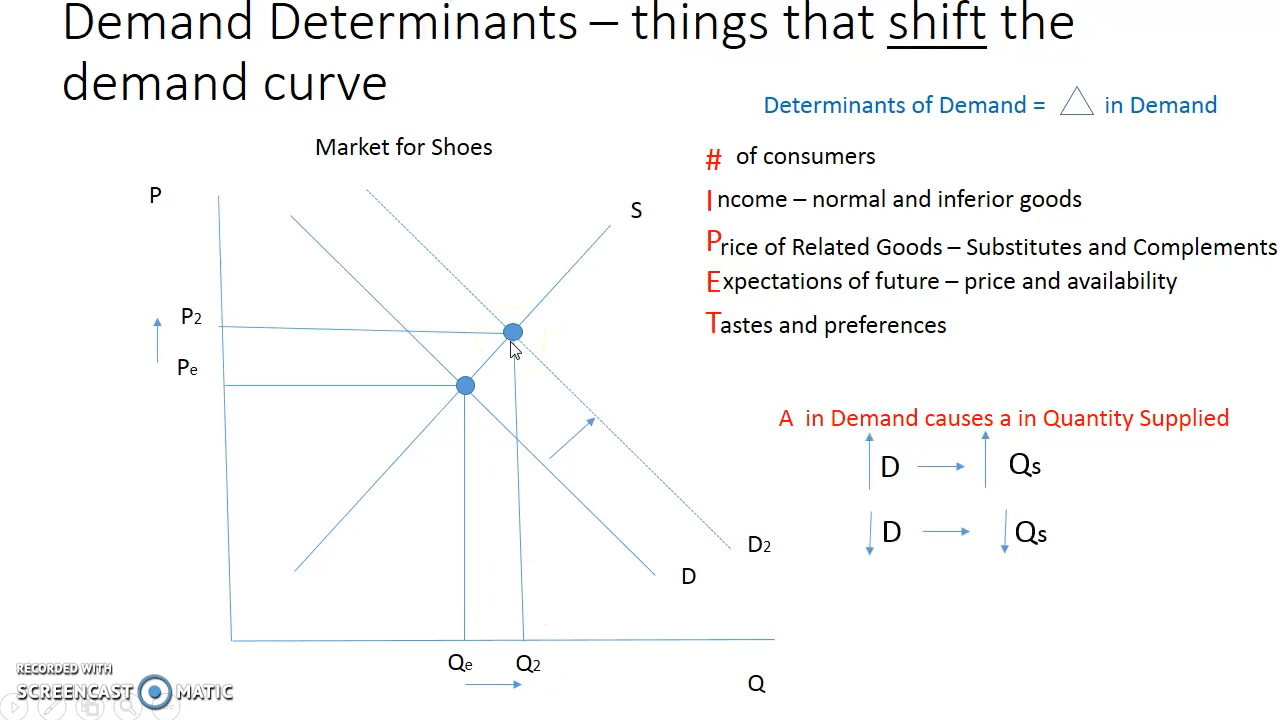 Demand Determinants – things that shift the
demand curve
Determinants of Demand = in Demand
Market for Shoes
# of consumers
Income – normal and inferior goods
Price of Related Goods – Substitutes and Complements
Expectations of future – price and availability
Tastes and preferences
P
S
P2
Pe
A in Demand causes a in Quantity Supplied
D Qs
D Qs
D2
D
Qe Q2
Q
RECORDED WITH
SCREENCAST MATIC